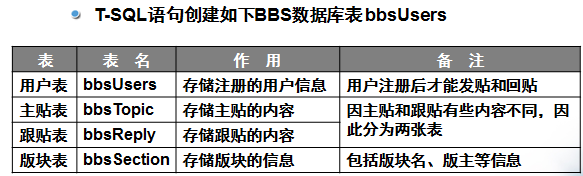 T-SQL语句创建如下BBS数据库表bbsUsers
表 表 名 作 用 备 注
用户表 bbsUsers 存储注册的用户信息 用户注册后才能发贴和回贴
主贴表 bbsTopic 存储主贴的内容 因主贴和跟贴有些内容不同，因
跟贴表 bbsReply 存储跟贴的内容 此分为两张表
版块表 bbsSection 存储版块的信息 包括版块名、版主等信息